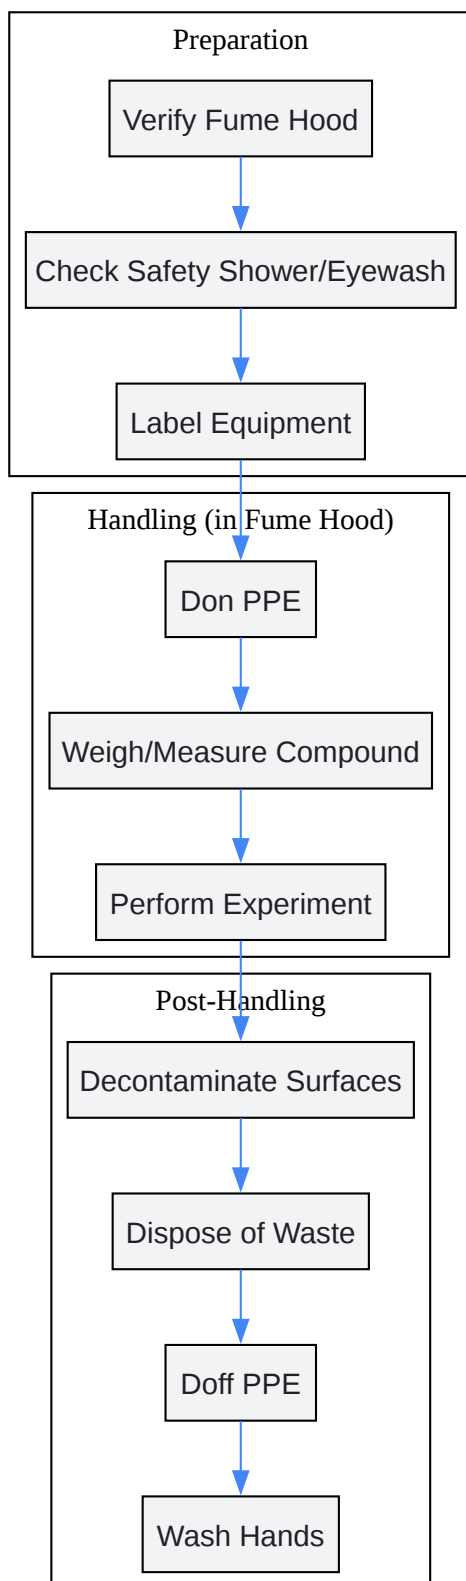 Preparation
Verify Fume Hood
Check Safety Shower/Eyewash
Label Equipment
Handling (in Fume Hood)
Don PPE
Weigh/Measure Compound
Perform Experiment
Post-Handling
Decontaminate Surfaces
Dispose of Waste
Doff PPE
Wash Hands